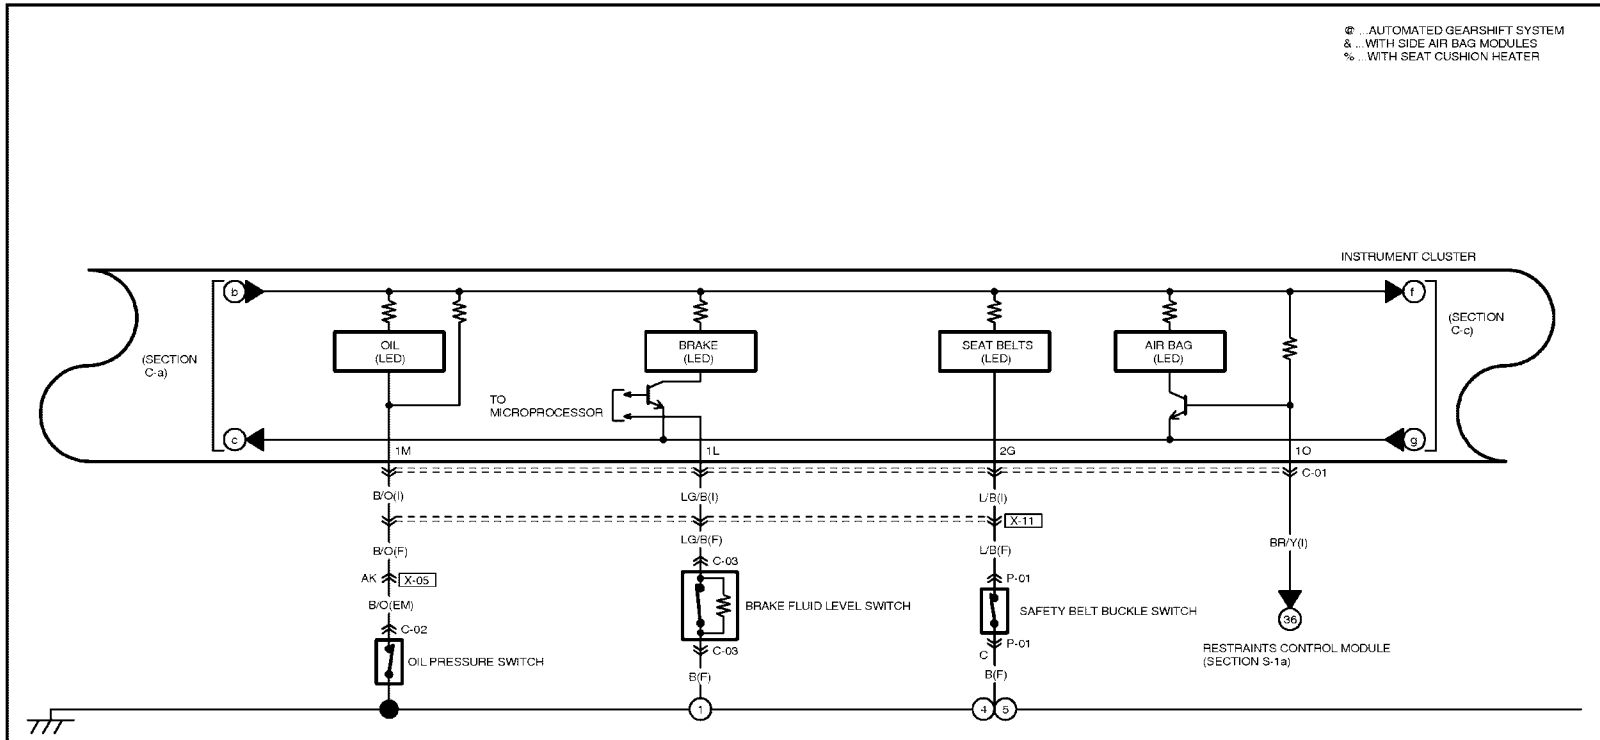 @ ...AUTOMATED GEARSHIFT SYSTEM
& ...WITH SIDE AIR BAG MODULES
% ...WITH SEAT CUSHION HEATER
INSTRUMENT CLUSTER
b
f
(SECTION
C-a)
OIL
(LED)
BRAKE
(LED)
SEAT BELTS
(LED)
AIR BAG
(LED)
(SECTION
C-c)
TO
MICROPROCESSOR
c
g
1M
1L
2G
1O
C-01
B/O(I)
LG/B(I)
L/B(I)
X-11
B/O(F)
LG/B(F)
L/B(F)
BR/Y(I)
AK
X-05
C-03
P-01
B/O(EM)
BRAKE FLUID LEVEL SWITCH
SAFETY BELT BUCKLE SWITCH
36
C-02
C-03
P-01
C
RESTRAINTS CONTROL MODULE
(SECTION S-1a)
OIL PRESSURE SWITCH
B(F)
B(F)
1
4
5